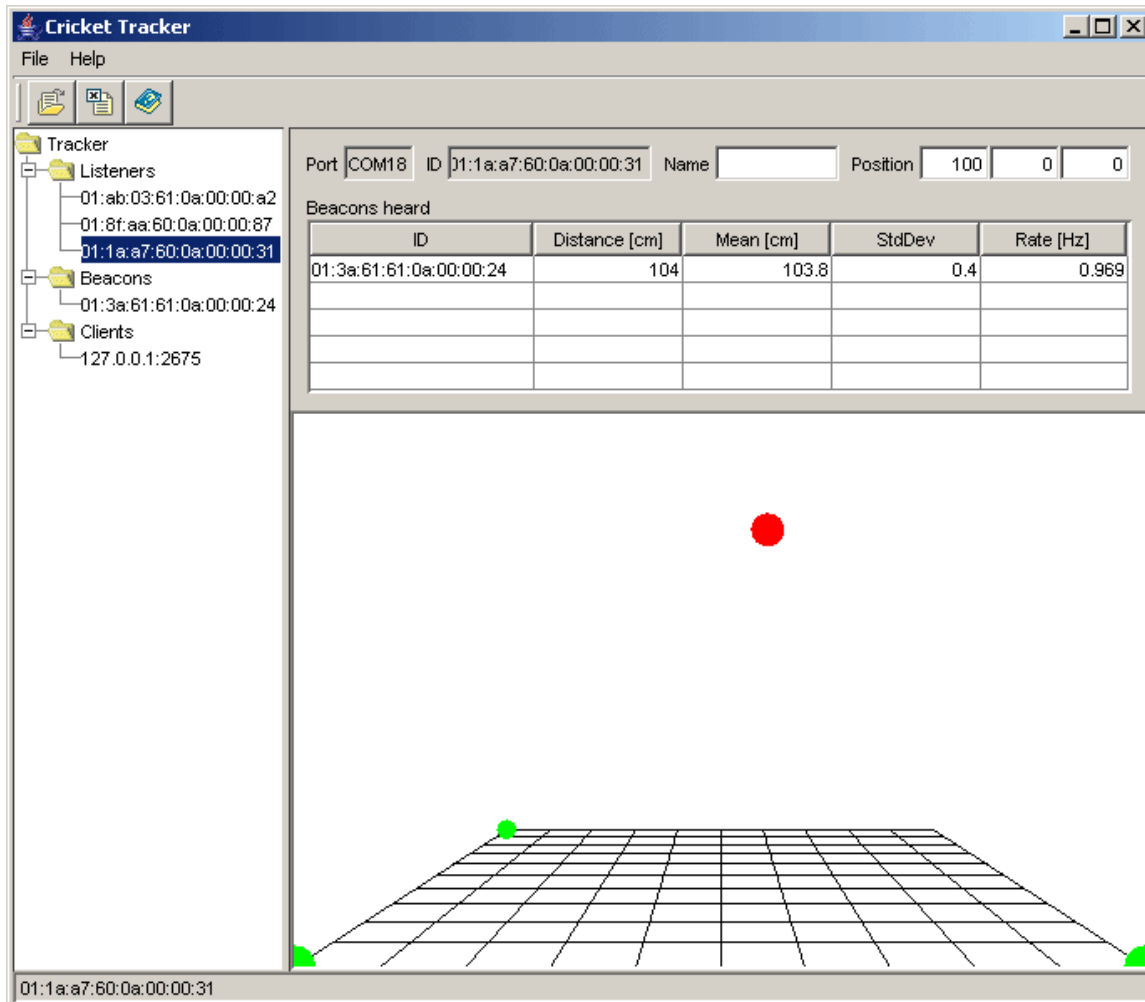 Cricket Tracker
File Help
Tracker
Listeners
01:ab:03:61:0a:00:00:a2
01:8f:aa:60:0a:00:00:87
01:1a:a7:60:0a:00:00:31
Beacons
01:3a:61:61:0a:00:00:24
Clients
127.0.0.1:2675
Port COM18 ID 01:1a:a7:60:0a:00:00:31 Name Position 100 0 0
Beacons heard
ID Distance [cm] Mean [cm] StdDev Rate [Hz]
01:3a:61:61:0a:00:00:24 104 103.8 0.4 0.969
01:1a:a7:60:0a:00:00:31